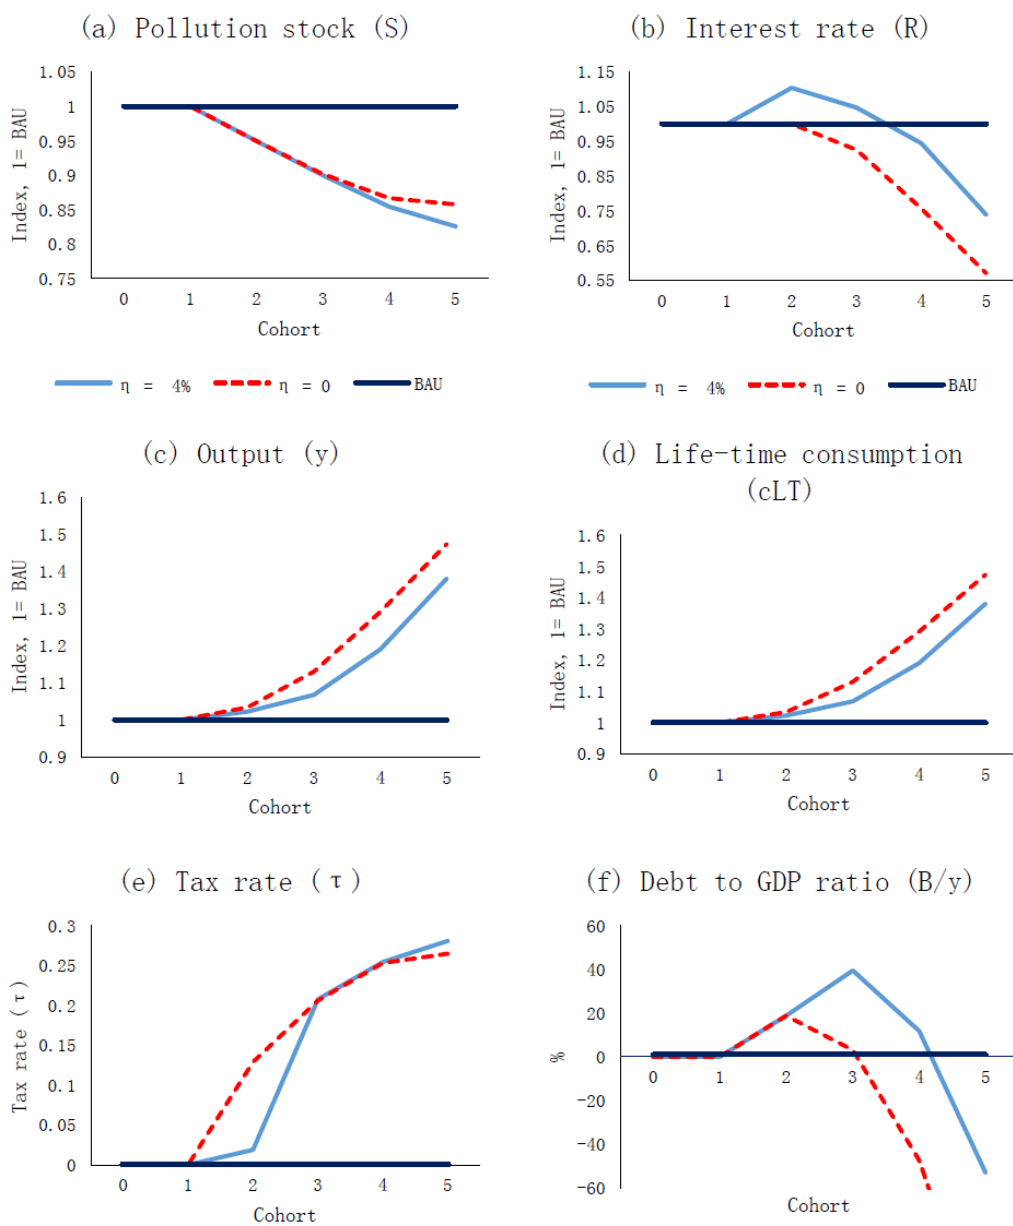 (a) Pollution stock (S)
1.05
1
0.95
0.9
0.85
0.8
0.75
Index, 1= BAU
0 1 2 3 4 5
Cohort
η = 4% η = 0 BAU
(b) Interest rate (R)
1.15
1.05
0.95
0.85
0.75
0.65
0.55
Index, 1= BAU
0 1 2 3 4 5
Cohort
η = 4% η = 0 BAU
(c) Output (y)
1.6
1.5
1.4
1.3
1.2
1.1
1
0.9
Index, 1= BAU
0 1 2 3 4 5
Cohort
(d) Life-time consumption
(cLT)
1.6
1.5
1.4
1.3
1.2
1.1
1
0.9
Index, 1= BAU
0 1 2 3 4 5
Cohort
(e) Tax rate (τ)
0.3
0.25
0.2
0.15
0.1
0.05
0
Tax rate (τ)
0 1 2 3 4 5
Cohort
(f) Debt to GDP ratio (B/y)
60
40
20
0
-20
-40
-60
%
0 1 2 3 4 5
Cohort